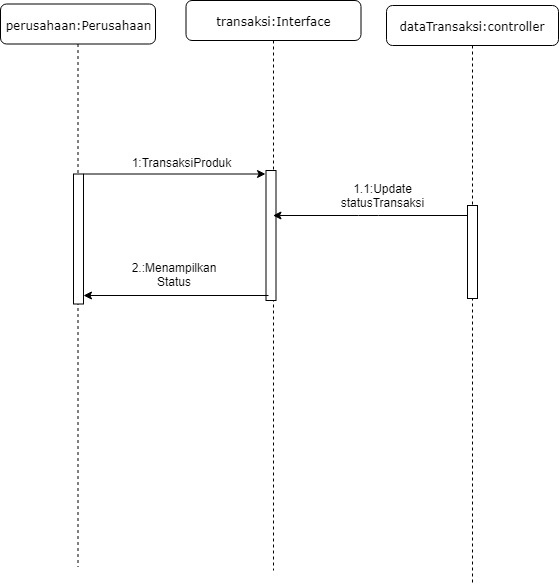 perusahaan:Perusahaan
transaksi:Interface
dataTransaksi:controller
1:TransaksiProduk
1.1:Update
statusTransaksi
2.:Menampilkan
Status